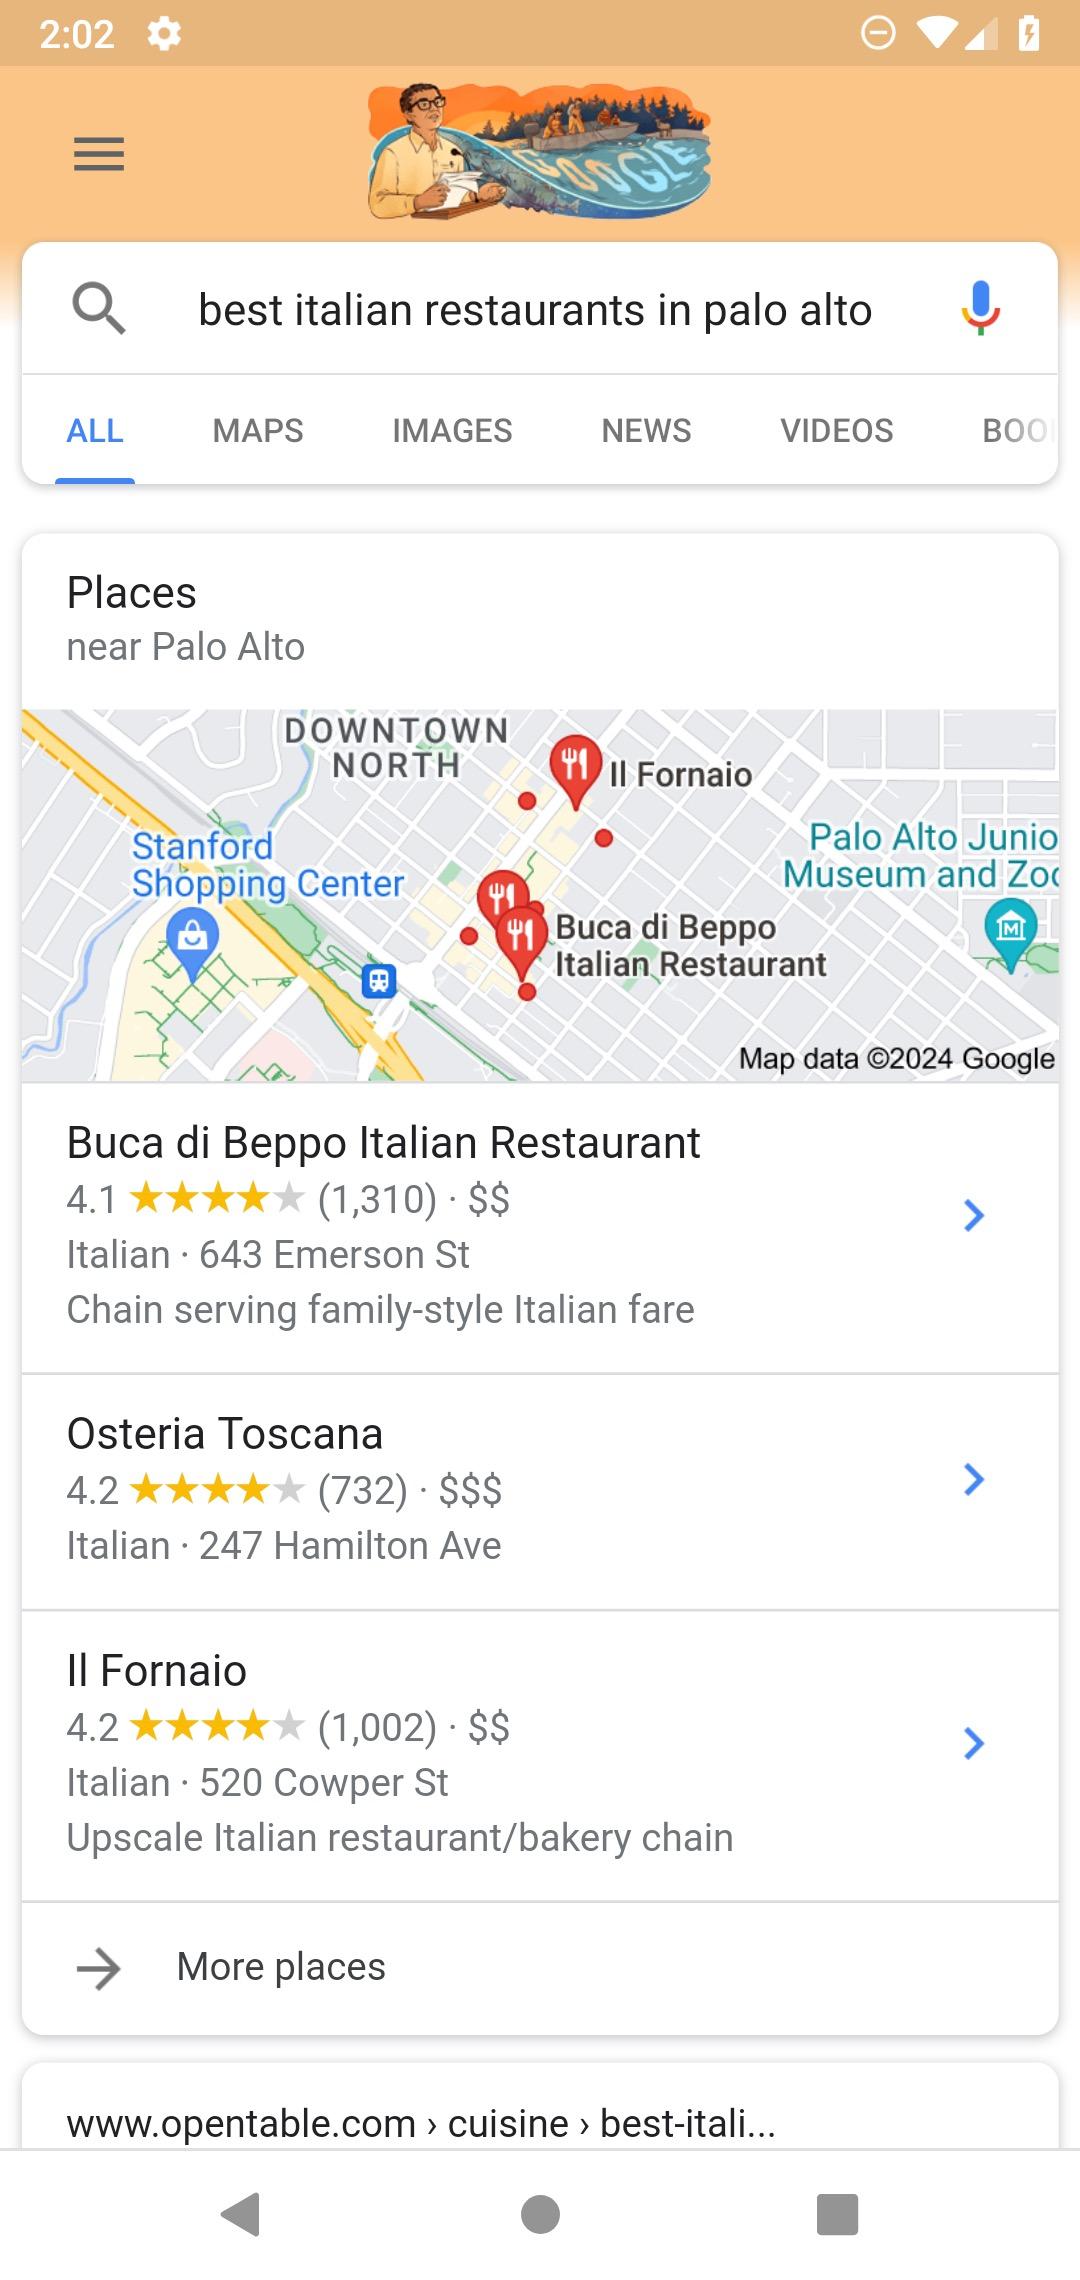 2:02
GOOGLE
best italian restaurants in palo alto
ALL MAPS IMAGES NEWS VIDEOS BOO
Places
near Palo Alto
DOWNTOWN
NORTH
Il Fornaio
Stanford
Shopping Center
Palo Alto Junio
Museum and Zoo
Buca di Beppo
Italian Restaurant
Map data ©2024 Google
Buca di Beppo Italian Restaurant
4.1 ★★★★★ (1,310) · $$
Italian · 643 Emerson St
Chain serving family-style Italian fare
Osteria Toscana
4.2 ★★★★★ (732) · $$$
Italian · 247 Hamilton Ave
Il Fornaio
4.2 ★★★★★ (1,002) · $$
Italian · 520 Cowper St
Upscale Italian restaurant/bakery chain
More places
www.opentable.com › cuisine › best-itali...